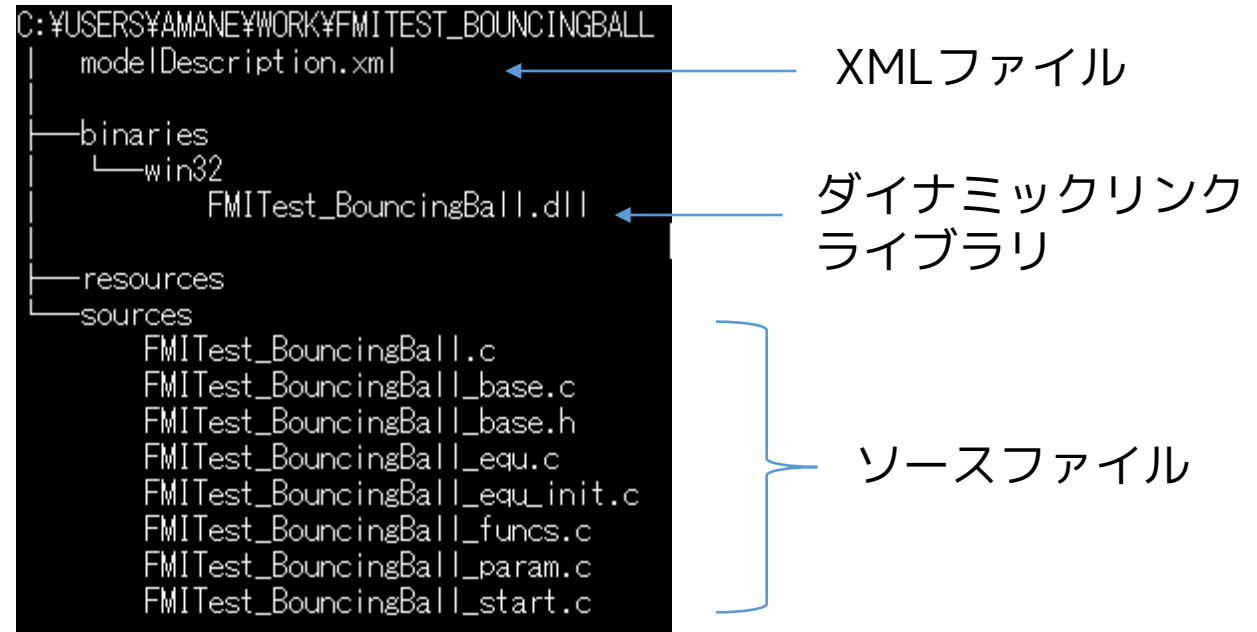 C:¥USERS¥AMANE¥WORK¥FMITEST_BOUNCINGBALL
modelDescription.xml
XMLファイル
binaries
win32
FMITest_BouncingBall.dll
ダイナミックリンク
ライブラリ
resources
sources
FMITest_BouncingBall.c
FMITest_BouncingBall_base.c
FMITest_BouncingBall_base.h
FMITest_BouncingBall_equ.c
FMITest_BouncingBall_equ_init.c
FMITest_BouncingBall_funcs.c
FMITest_BouncingBall_param.c
FMITest_BouncingBall_start.c
ソースファイル